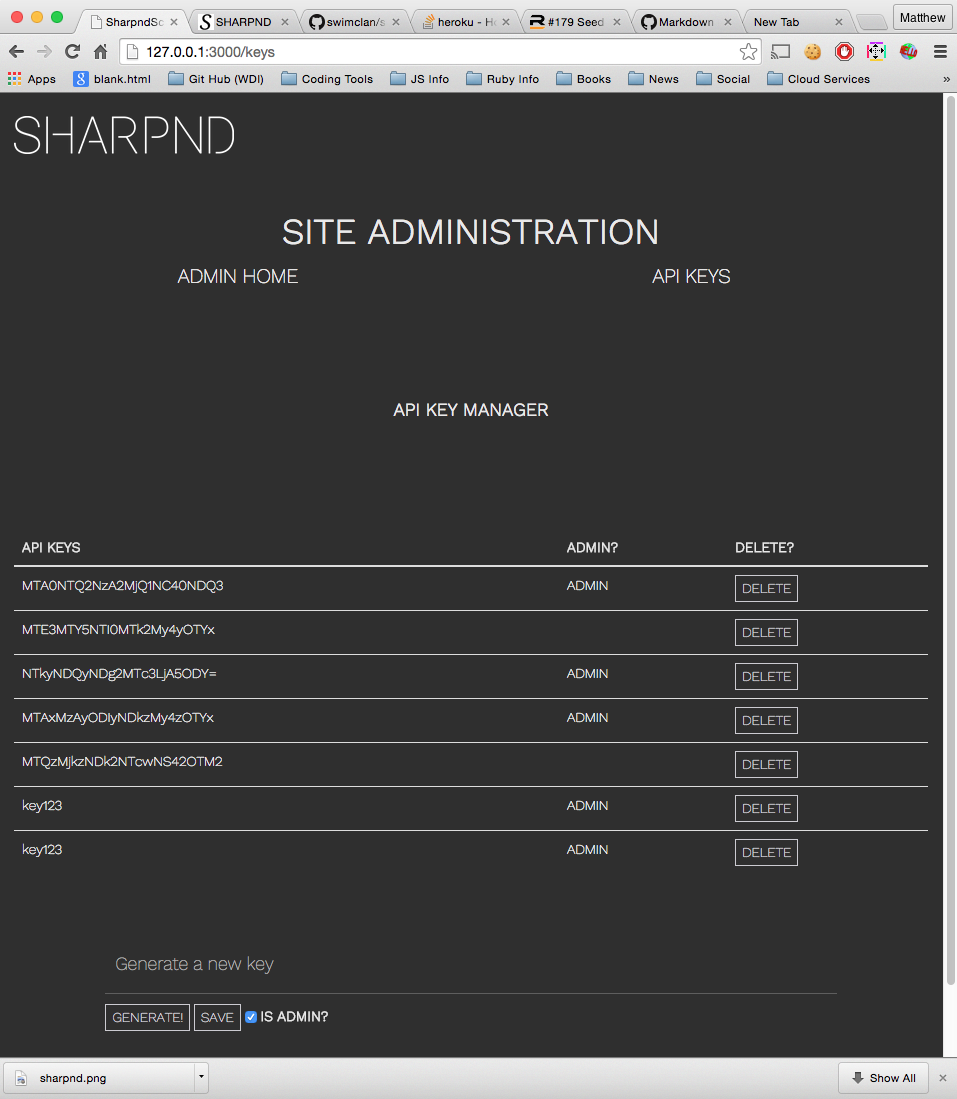 SharpndSc
SHARPND
swimclan/s
heroku - He
#179 Seed
Markdown
New Tab
Matthew
127.0.0.1:3000/keys
Apps
blank.html
Git Hub (WDI)
Coding Tools
JS Info
Ruby Info
Books
News
Social
Cloud Services
»
SHARPND
SITE ADMINISTRATION
ADMIN HOME
API KEYS
API KEY MANAGER
API KEYS ADMIN? DELETE?
MTA0NTQ2NzA2MjQ1NC40NDQ3 ADMIN DELETE
MTE3MTY5NTI0MTk2My4yOTYx DELETE
NTkyNDQyNDg2MTc3LjA5ODY= ADMIN DELETE
MTAxMzAyODIyNDkzMy4zOTYx ADMIN DELETE
MTQzMjkzNDk2NTcwNS42OTM2 DELETE
key123 ADMIN DELETE
key123 ADMIN DELETE
Generate a new key
GENERATE! SAVE IS ADMIN?
sharpnd.png
Show All